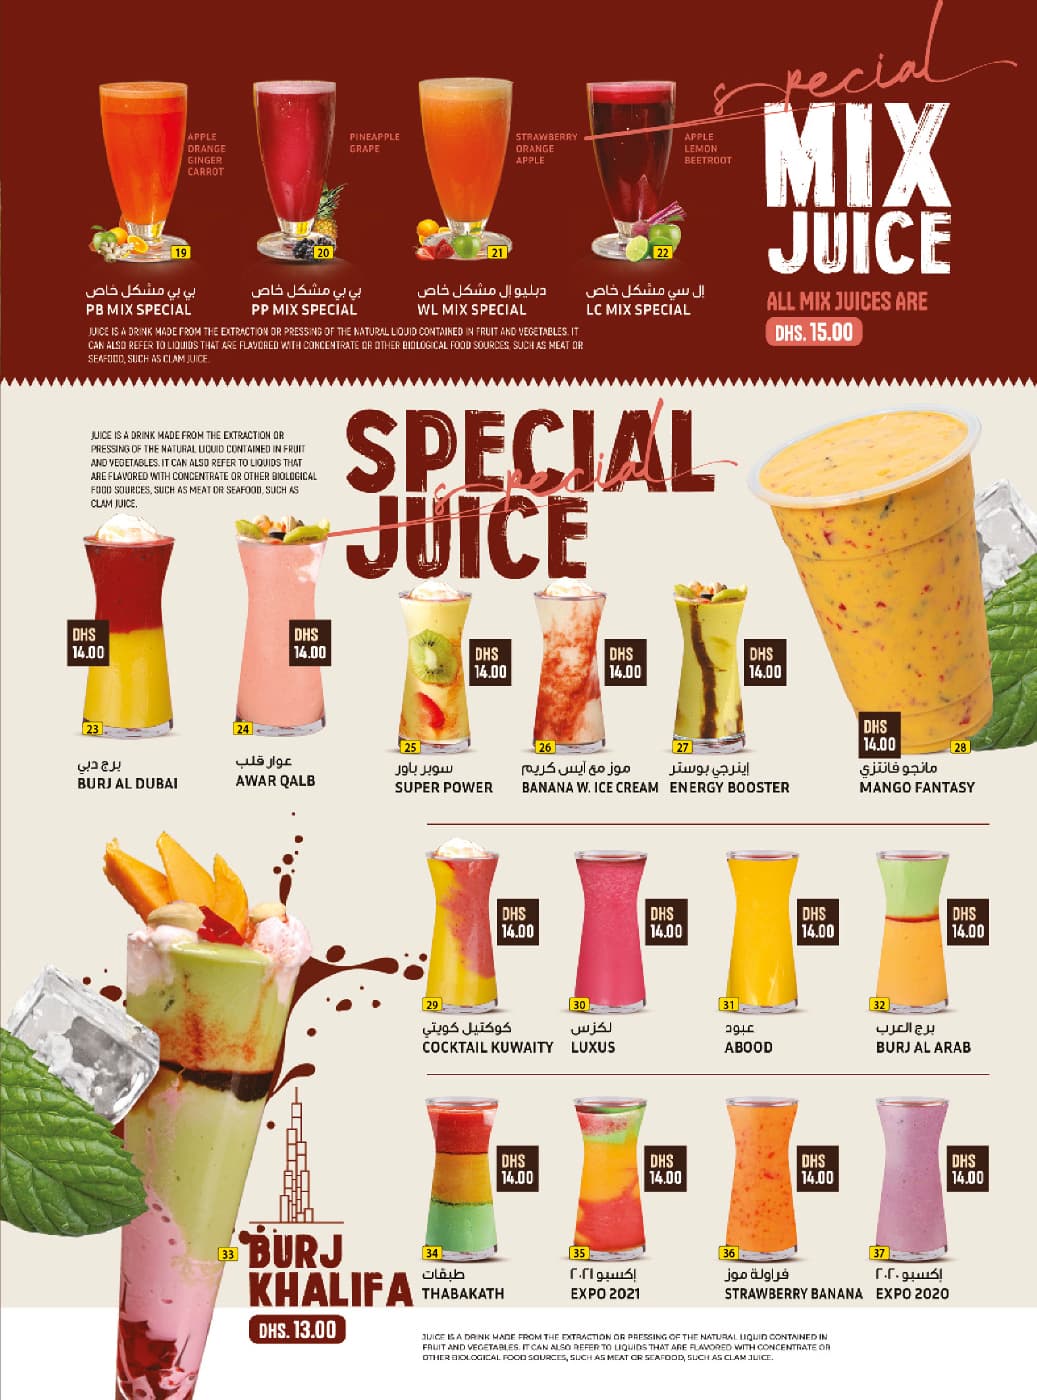 special
MIX
JUICE
ALL MIX JUICES ARE
DHS. 15.00
APPLE
ORANGE
GINGER
CARROT
PINEAPPLE
GRAPE
STRAWBERRY
ORANGE
APPLE
APPLE
LEMON
BEETROOT
19
20
21
22
بي بي مشكل خاص
PB MIX SPECIAL
بي بي مشكل خاص
PP MIX SPECIAL
دبليو إل مشكل خاص
WL MIX SPECIAL
إل سي مشكل خاص
LC MIX SPECIAL
JUICE IS A DRINK MADE FROM THE EXTRACTION OR PRESSING OF THE NATURAL LIQUID CONTAINED IN FRUIT AND VEGETABLES. IT
CAN ALSO REFER TO LIQUIDS THAT ARE FLAVORED WITH CONCENTRATE OR OTHER BIOLOGICAL FOOD SOURCES, SUCH AS MEAT OR
SEAFOOD, SUCH AS CLAM JUICE.
SPECIAL
special
JUICE
JUICE IS A DRINK MADE FROM THE EXTRACTION OR
PRESSING OF THE NATURAL LIQUID CONTAINED IN FRUIT
AND VEGETABLES. IT CAN ALSO REFER TO LIQUIDS THAT
ARE FLAVORED WITH CONCENTRATE OR OTHER BIOLOGICAL
FOOD SOURCES, SUCH AS MEAT OR SEAFOOD, SUCH AS
CLAM JUICE.
DHS
14.00
23
برج دبي
BURJ AL DUBAI
DHS
14.00
24
عوار قلب
AWAR QALB
DHS
14.00
25
سوبر باور
SUPER POWER
DHS
14.00
26
موز مع آيس كريم
BANANA W. ICE CREAM
DHS
14.00
27
إينرجي بوستر
ENERGY BOOSTER
DHS
14.00
28
مانجو فانتزي
MANGO FANTASY
DHS
14.00
29
كوكتيل كويتي
COCKTAIL KUWAITY
DHS
14.00
30
لكزس
LUXUS
DHS
14.00
31
عبود
ABOOD
DHS
14.00
32
برج العرب
BURJ AL ARAB
33
BURJ
KHALIFA
DHS. 13.00
DHS
14.00
34
طبقات
THABAKATH
DHS
14.00
35
إكسبو ٢٠٢١
EXPO 2021
DHS
14.00
36
فراولة موز
STRAWBERRY BANANA
DHS
14.00
37
إكسبو ٢٠٢٠
EXPO 2020
JUICE IS A DRINK MADE FROM THE EXTRACTION OR PRESSING OF THE NATURAL LIQUID CONTAINED IN
FRUIT AND VEGETABLES. IT CAN ALSO REFER TO LIQUIDS THAT ARE FLAVORED WITH CONCENTRATE OR
OTHER BIOLOGICAL FOOD SOURCES, SUCH AS MEAT OR SEAFOOD, SUCH AS CLAM JUICE.